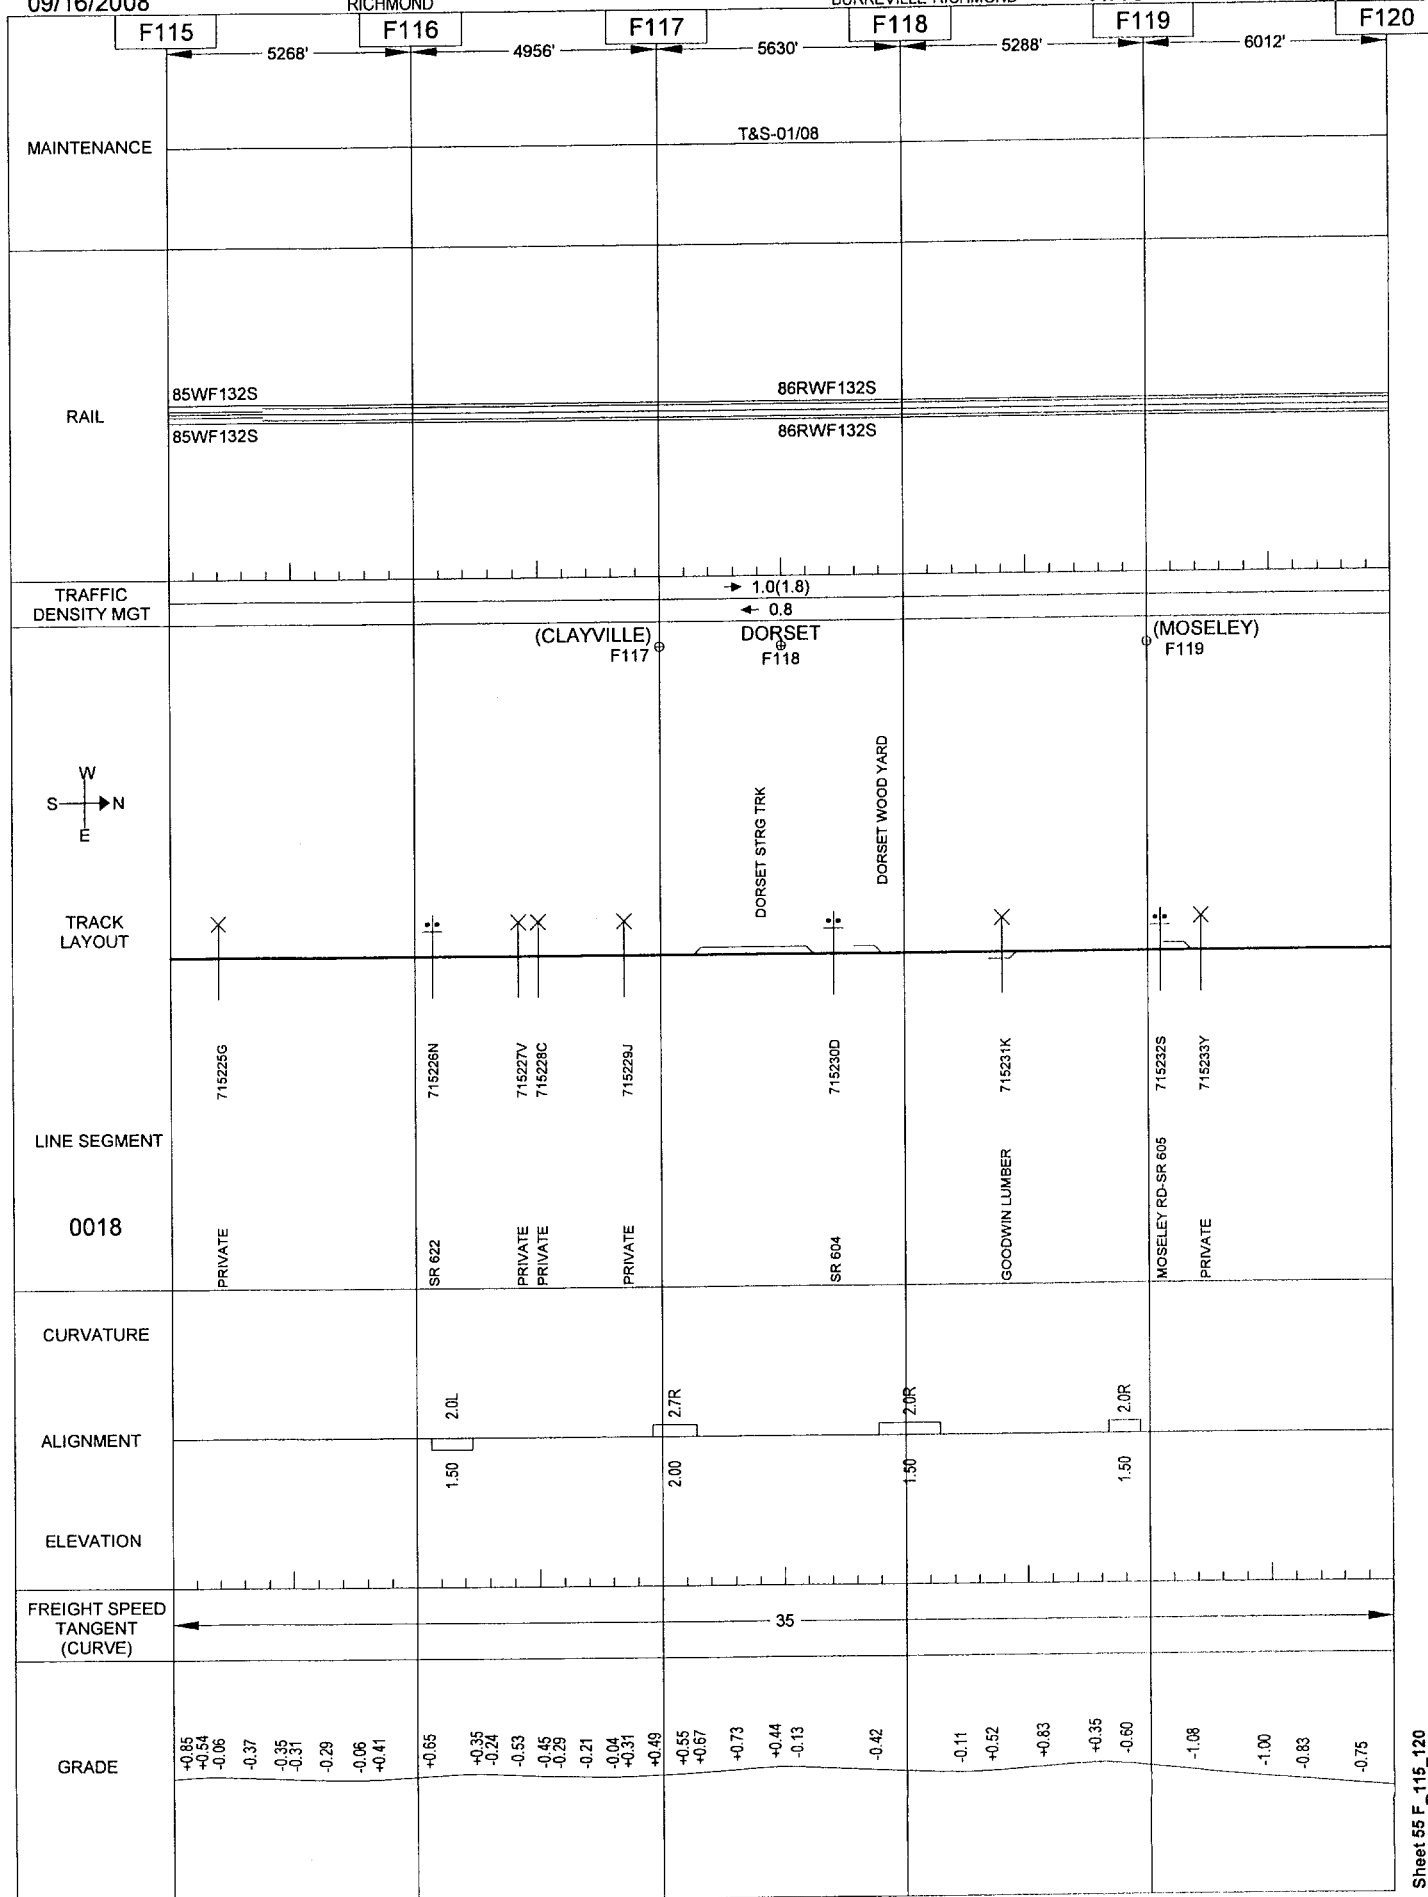 09/16/2008 RICHMOND
F115 F116 F117 F118 F119 F120
5268' 4956' 5630' 5288' 6012'
MAINTENANCE
T&S-01/08
RAIL
85WF132S 86RWF132S
85WF132S 86RWF132S
TRAFFIC
DENSITY MGT
1.0(1.8)
0.8
(CLAYVILLE) DORSET (MOSELEY)
F117 F118 F119
W
S N
E
DORSET STRG TRK
DORSET WOOD YARD
TRACK
LAYOUT
715225G
715226N
715227V
715228C
715229J
715230D
715231K
715232S
715233Y
LINE SEGMENT
0018
PRIVATE
SR 622
PRIVATE
PRIVATE
PRIVATE
SR 604
GOODWIN LUMBER
MOSELEY RD-SR 605
PRIVATE
CURVATURE
2.0L
2.7R
2.0R
2.0R
ALIGNMENT
1.50
2.00
1.50
1.50
ELEVATION
FREIGHT SPEED
TANGENT
(CURVE)
35
GRADE
+0.85
+0.54
-0.06
-0.37
-0.35
-0.31
-0.29
-0.06
+0.41
+0.65
+0.35
-0.24
-0.53
-0.45
-0.29
-0.21
-0.04
+0.31
+0.49
+0.55
+0.67
+0.73
+0.44
-0.13
-0.42
-0.11
+0.52
+0.83
+0.35
-0.60
-1.08
-1.00
-0.83
-0.75
Sheet 55 F_115_120